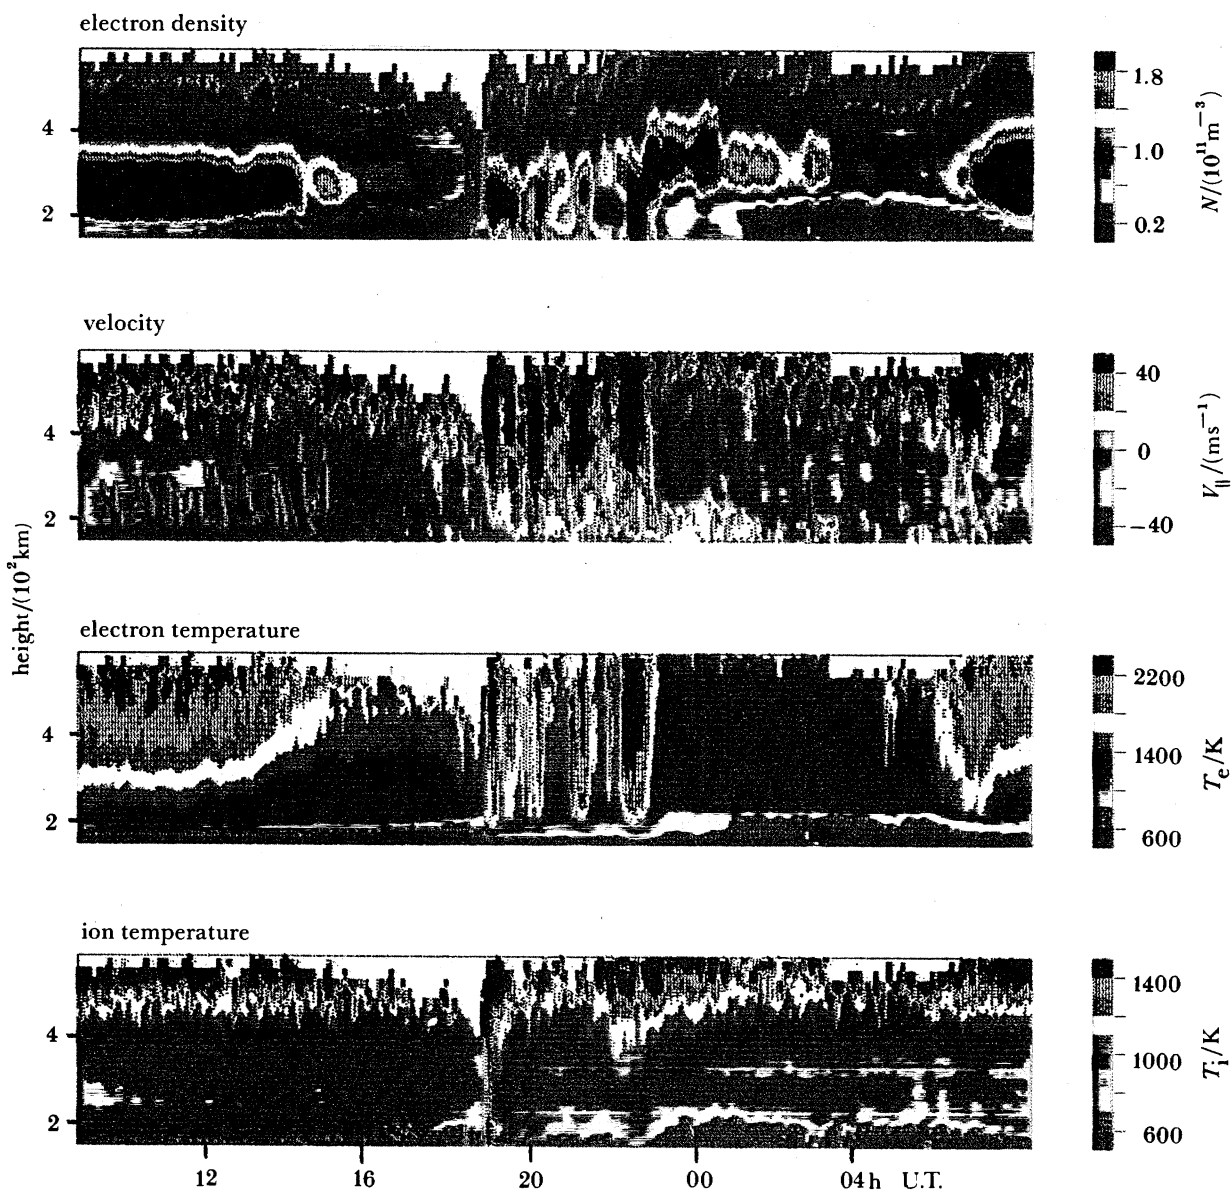 electron density
4
2
1.8
1.0
0.2
N/(10¹¹m⁻³)
velocity
4
2
40
0
−40
V∥/(ms⁻¹)
height/(10²km)
electron temperature
4
2
2200
1400
600
Te/K
ion temperature
4
2
1400
1000
600
Ti/K
12 16 20 00 04h U.T.